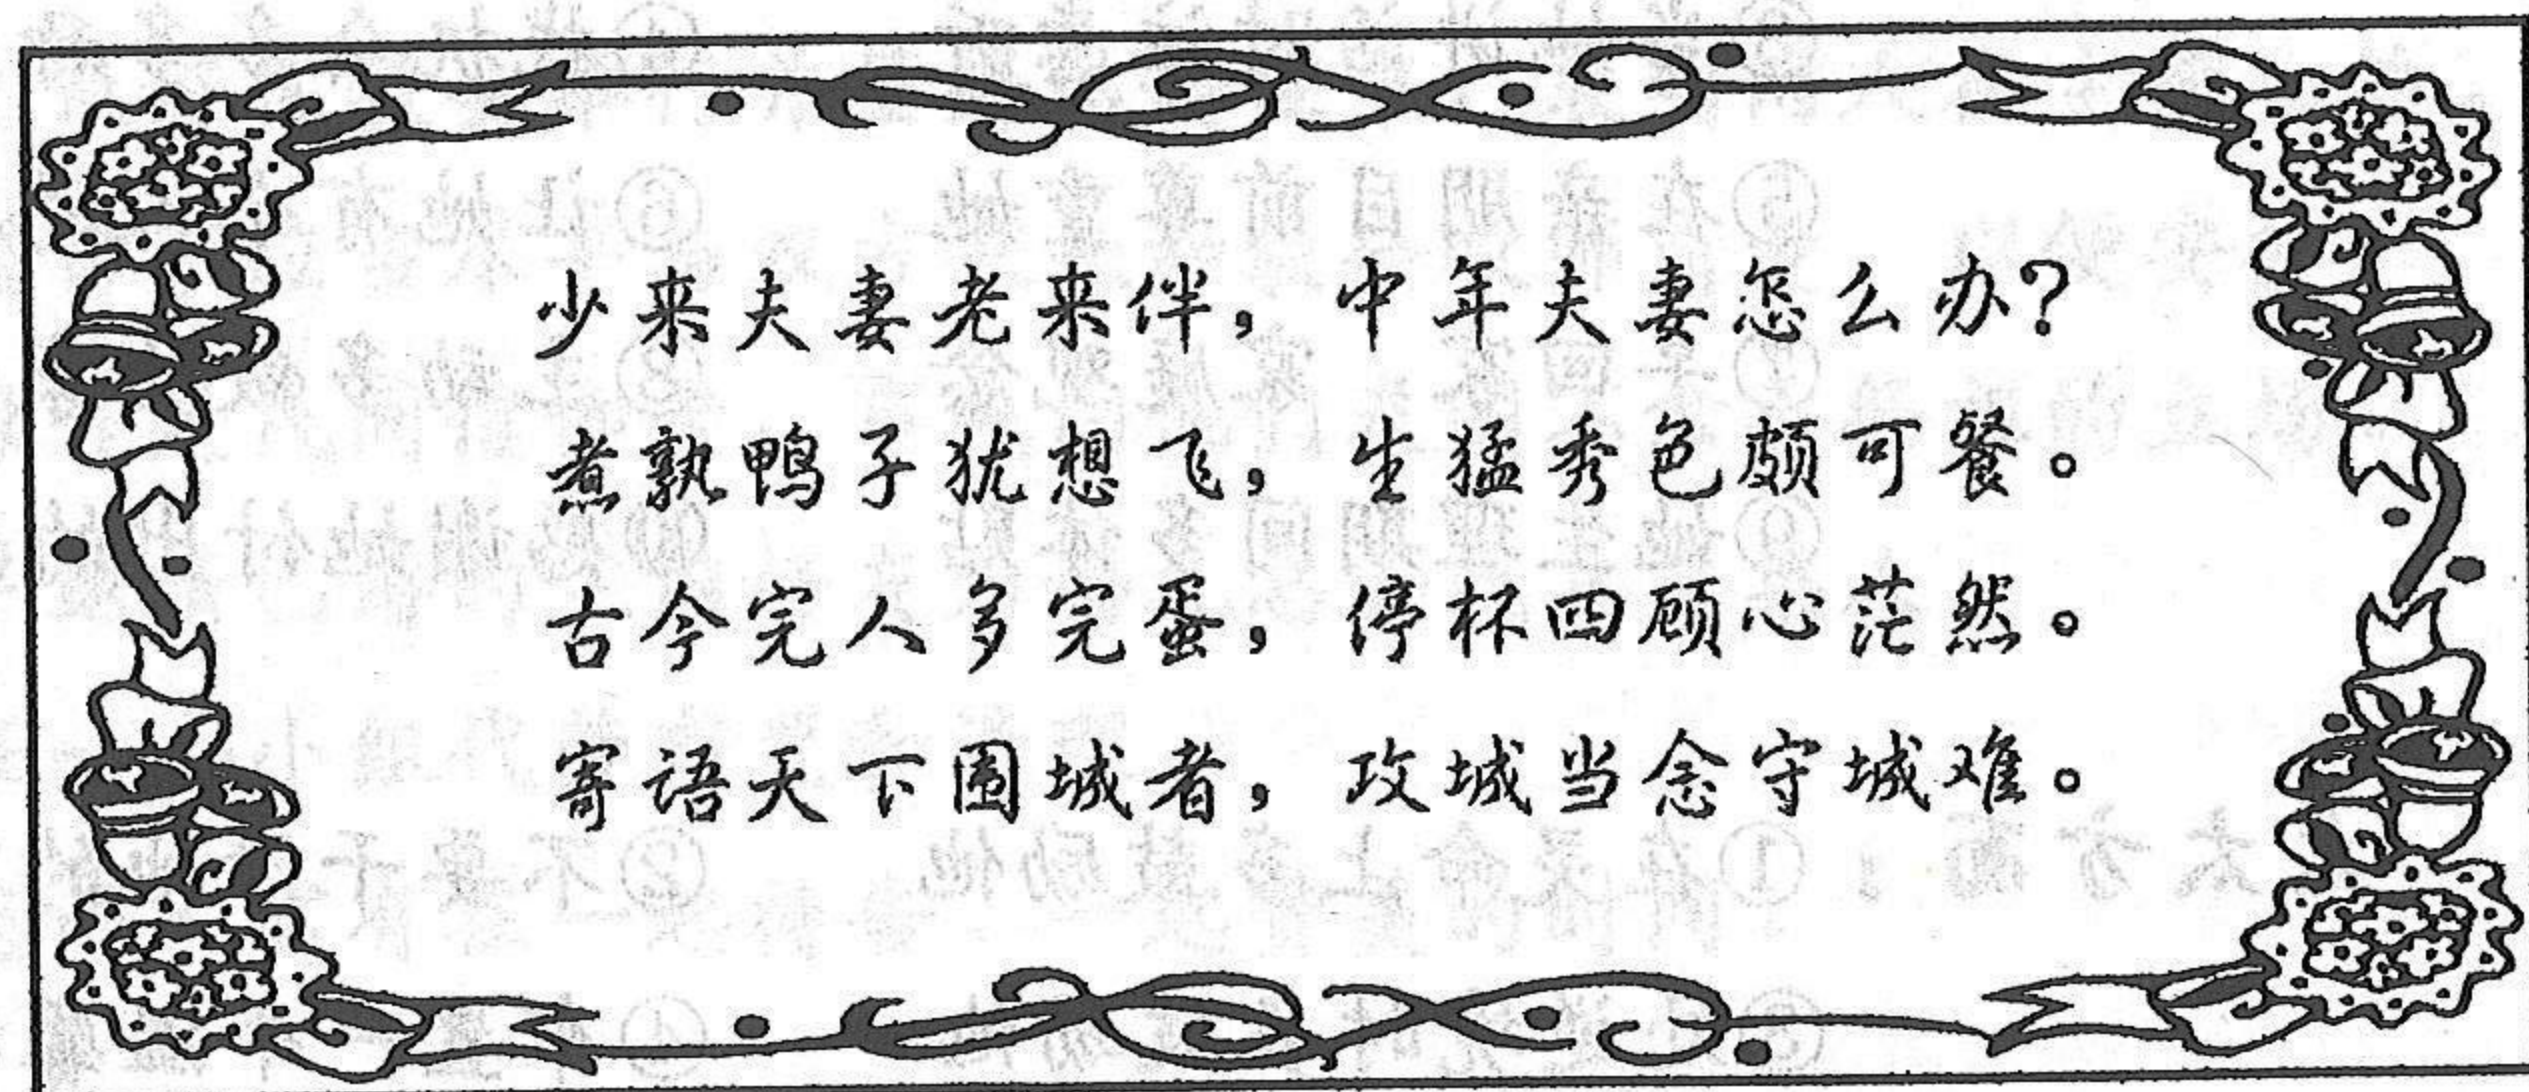 少来夫妻老来伴，中年夫妻怎么办？
煮孰鸭子犹想飞，生猛秀色颇可餐。
古今完人多完蛋，停杯四顾心茫然。
寄语天下围城者，攻城当念守城难。